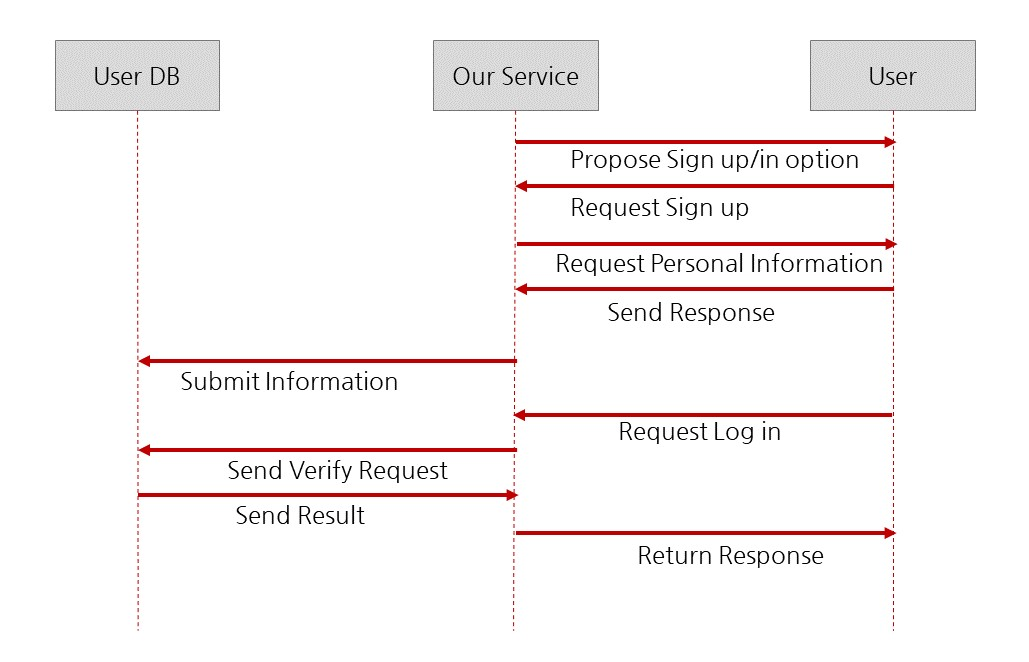 User DB
Our Service
User
Propose Sign up/in option
Request Sign up
Request Personal Information
Send Response
Submit Information
Request Log in
Send Verify Request
Send Result
Return Response